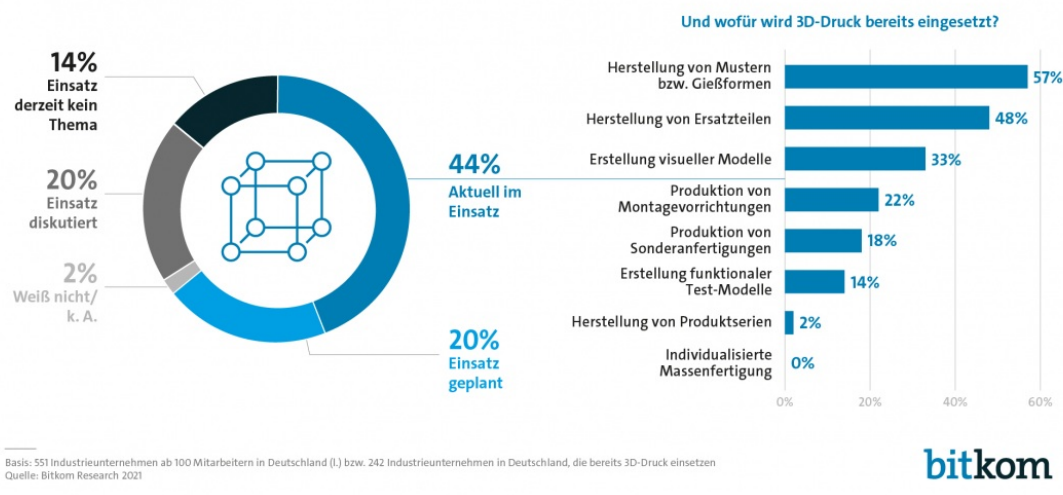 14%
Einsatz
derzeit kein
Thema
20%
Einsatz
diskutiert
2%
Weiß nicht/
k. A.
44%
Aktuell im
Einsatz
20%
Einsatz
geplant
Und wofür wird 3D-Druck bereits eingesetzt?
Herstellung von Mustern
bzw. Gießformen
57%
Herstellung von Ersatzteilen
48%
Erstellung visueller Modelle
33%
Produktion von
Montagevorrichtungen
22%
Produktion von
Sonderanfertigungen
18%
Erstellung funktionaler
Test-Modelle
14%
Herstellung von Produktserien
2%
Individualisierte
Massenfertigung
0%
0%
20%
40%
60%
Basis: 551 Industrieunternehmen ab 100 Mitarbeitern in Deutschland (l.) bzw. 242 Industrieunternehmen in Deutschland, die bereits 3D-Druck einsetzen
Quelle: Bitkom Research 2021
bitkom